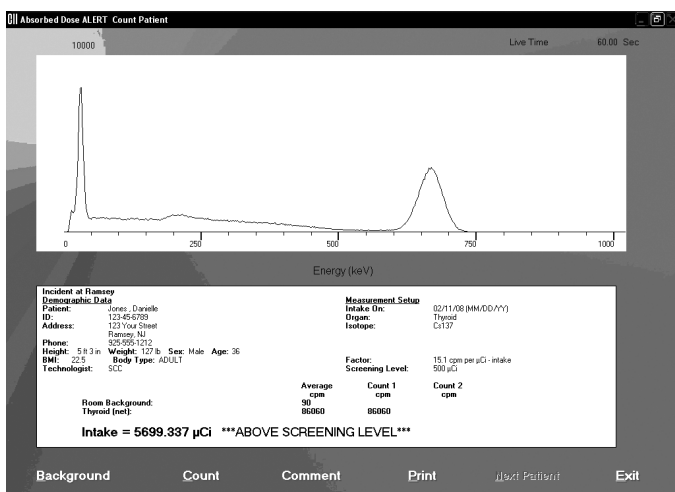 CII Absorbed Dose ALERT Count Patient
10000 Live Time 60.00 Sec
0 250 500 750 1000
Energy (keV)
Incident at Ramsey
Demographic Data Measurement Setup
Patient: Jones , Danielle Intake On: 02/11/08 (MM/DD/YY)
ID: 123-45-6789 Organ: Thyroid
Address: 123 Your Street Isotope: Cs137
Ramsey, NJ
Phone: 925-555-1212
Height: 5 ft 3 in Weight: 127 lb Sex: Male Age: 36
BMI: 22.5 Body Type: ADULT Factor: 15.1 cpm per µCi - intake
Technologist: SCC Screening Level: 500 µCi
Average Count 1 Count 2
cpm cpm cpm
Room Background: 90
Thyroid (net): 86060 86060
Intake = 5699.337 µCi ***ABOVE SCREENING LEVEL***
Background Count Comment Print Next Patient Exit